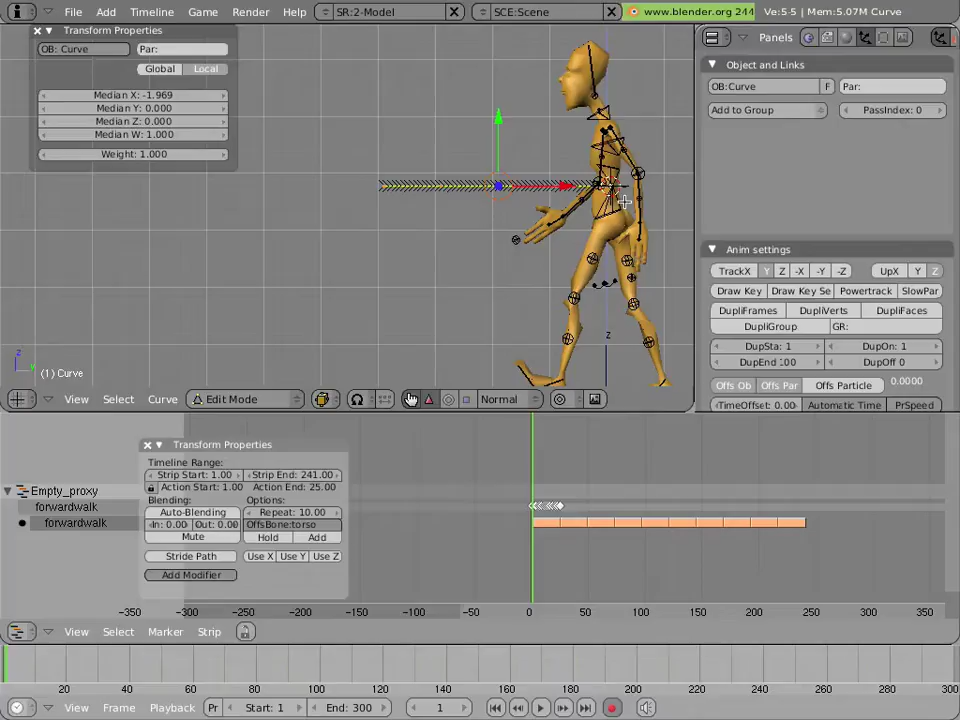 File Add Timeline Game Render Help SR:2-Model SCE:Scene www.blender.org 244 Ve:5-5 | Mem:5.07M Curve
Transform Properties
OB: Curve Par:
Global Local
Median X: -1.969
Median Y: 0.000
Median Z: 0.000
Median W: 1.000
Weight: 1.000
z
z
y
(1) Curve
View Select Curve Edit Mode Normal
Panels
Object and Links
OB:Curve F Par:
Add to Group PassIndex: 0
Anim settings
TrackX Y Z -X -Y -Z UpX Y Z
Draw Key Draw Key Se Powertrack SlowPar
DupliFrames DupliVerts DupliFaces
DupliGroup GR:
DupSta: 1 DupOn: 1
DupEnd 100 DupOff 0
Offs Ob Offs Par Offs Particle 0.0000
TimeOffset: 0.00 Automatic Time PrSpeed
Empty_proxy
forwardwalk
forwardwalk
Transform Properties
Timeline Range:
Strip Start: 1.00 Strip End: 241.00
Action Start: 1.00 Action End: 25.00
Blending: Options:
Auto-Blending Repeat: 10.00
In: 0.00 Out: 0.00 OffsBone:torso
Mute Hold Add
Stride Path Use X Use Y Use Z
Add Modifier
-350 -300 -250 -200 -150 -100 -50 0 50 100 150 200 250 300 350
View Select Marker Strip
20 40 60 80 100 120 140 160 180 200 220 240 260 280 300
View Frame Playback Pr Start: 1 End: 300 1